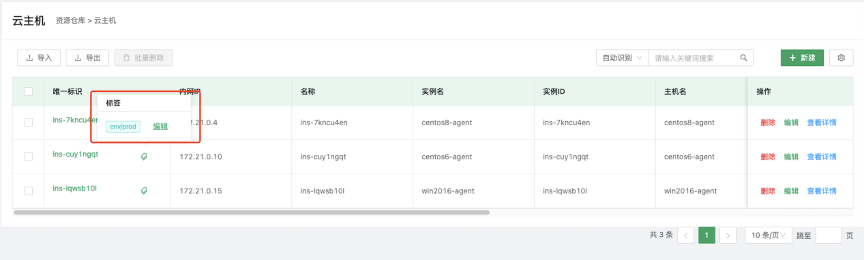 云主机 资源仓库 > 云主机
导入 导出 批量删除 自动识别 请输入关键词搜索 新建
唯一标识 内网IP 名称 实例名 实例ID 主机名 操作
标签
env/prod 编辑
ins-7kncu4en 172.21.0.4 ins-7kncu4en centos8-agent ins-7kncu4en centos8-agent 删除 编辑 查看详情
ins-cuy1ngqt 172.21.0.10 ins-cuy1ngqt centos6-agent ins-cuy1ngqt centos6-agent 删除 编辑 查看详情
ins-lqwsb10l 172.21.0.15 ins-lqwsb10l win2016-agent ins-lqwsb10l win2016-agent 删除 编辑 查看详情
共 3 条 < 1 > 10 条/页 跳至 页